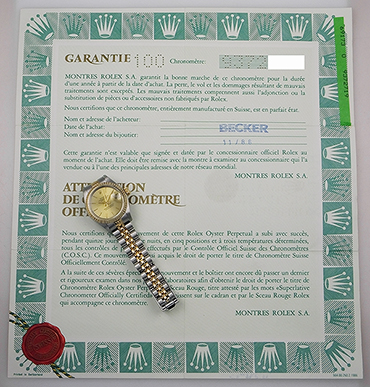 GARANTIE 100 Chronomètre:
MONTRES ROLEX S.A. garantit la bonne marche de ce chronomètre pour la durée
d'une année à partir de la date d'achat. La perte, le vol et les dommages résultant de mauvais
traitements sont exceptés. Les mauvais traitements comprennent aussi l'adjonction ou la
substitution de pièces ou d'accessoires non fabriqués par Rolex.
Nous certifions que ce chronomètre, entièrement manufacturé en Suisse, est en parfait état.
Nom et adresse de l'acheteur:
Date de l'achat:
Nom et adresse du bijoutier:
BECKER
Cette garantie n'est valable que signée et datée par le concessionnaire officiel Rolex au
moment de l'achat. Elle doit être remise avec la montre à examiner au concessionnaire qui l'a
vendue ou à l'une des principales adresses de notre réseau mondial.
MONTRES ROLEX S.A.
ATTESTATION
DE CHRONOMÈTRE
OFFICIEL
Nous certifions que le mouvement de cette Rolex Oyster Perpetual a subi avec succès,
pendant quinze jours et nuits, en cinq positions et à trois températures déterminées,
tous les contrôles effectués par le Contrôle Officiel Suisse des Chronomètres
(C.O.S.C.). Ce mouvement a acquis le droit de porter le titre de Chronomètre Suisse
Officiellement Contrôlé.
A la suite de ces sévères épreuves, mouvement et le boîtier ont encore dû passer un dernier
et rigoureux examen dans nos laboratoires afin d'obtenir le droit de porter le titre de
Chronomètre Rolex Oyster Perpetual Sceau Rouge, titre attesté par les mots «Superlative
Chronometer Officially Certified» figurant sur le cadran et par le Sceau Rouge Rolex
qui accompagne ce chronomètre.
MONTRES ROLEX S.A.